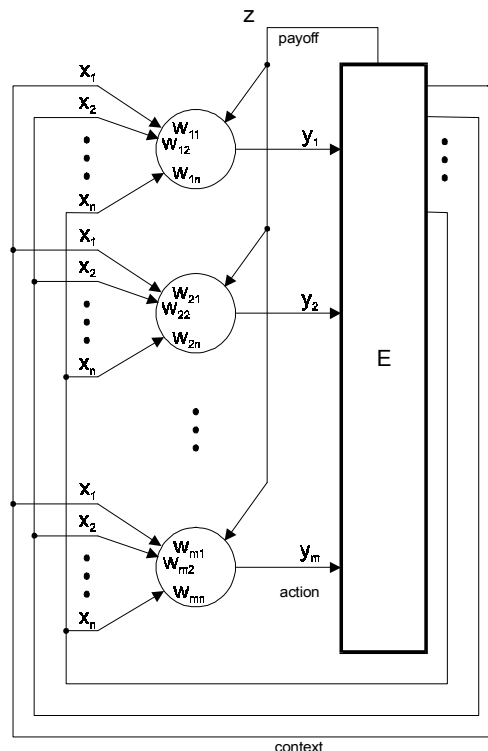 z
payoff
x₁
x₂
w₁₁
w₁₂
w₁ₙ
y₁
xₙ
x₁
x₂
w₂₁
w₂₂
w₂ₙ
y₂
xₙ
E
x₁
x₂
wₘ₁
wₘ₂
wₘₙ
yₘ
xₙ
action
context